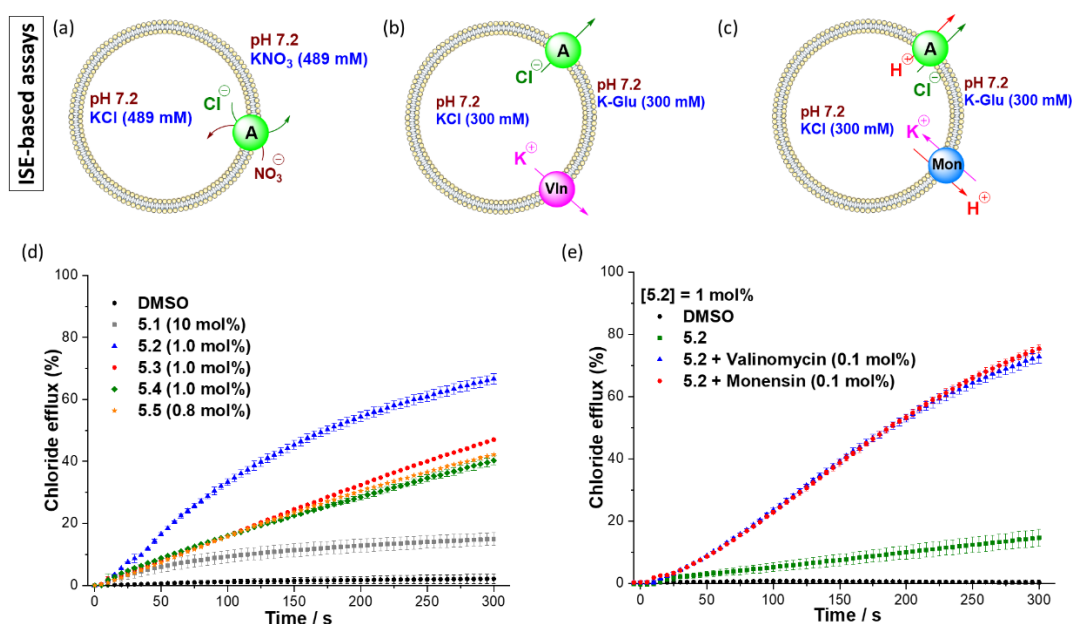 ISE-based assays
(a)
pH 7.2
KNO₃ (489 mM)
pH 7.2
KCl (489 mM)
Cl⊖
A
NO₃⊖
(b)
A
Cl⊖
pH 7.2
KCl (300 mM)
pH 7.2
K-Glu (300 mM)
K⊕
Vln
(c)
A
H⊕
Cl⊖
pH 7.2
KCl (300 mM)
pH 7.2
K-Glu (300 mM)
K⊕
Mon
H⊕
(d)
Chloride efflux (%)
100
80
60
40
20
0
DMSO
5.1 (10 mol%)
5.2 (1.0 mol%)
5.3 (1.0 mol%)
5.4 (1.0 mol%)
5.5 (0.8 mol%)
0 50 100 150 200 250 300
Time / s
(e)
Chloride efflux (%)
100
80
60
40
20
0
[5.2] = 1 mol%
DMSO
5.2
5.2 + Valinomycin (0.1 mol%)
5.2 + Monensin (0.1 mol%)
0 50 100 150 200 250 300
Time / s